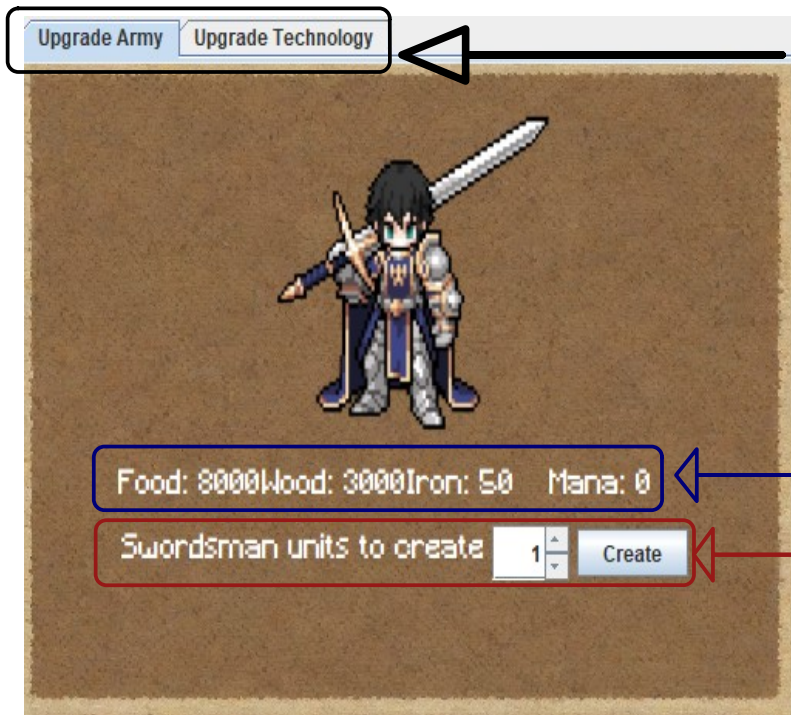 Upgrade Army Upgrade Technology
Food: 8000Wood: 3000Iron: 50 Mana: 0
Swordsman units to create 1 Create